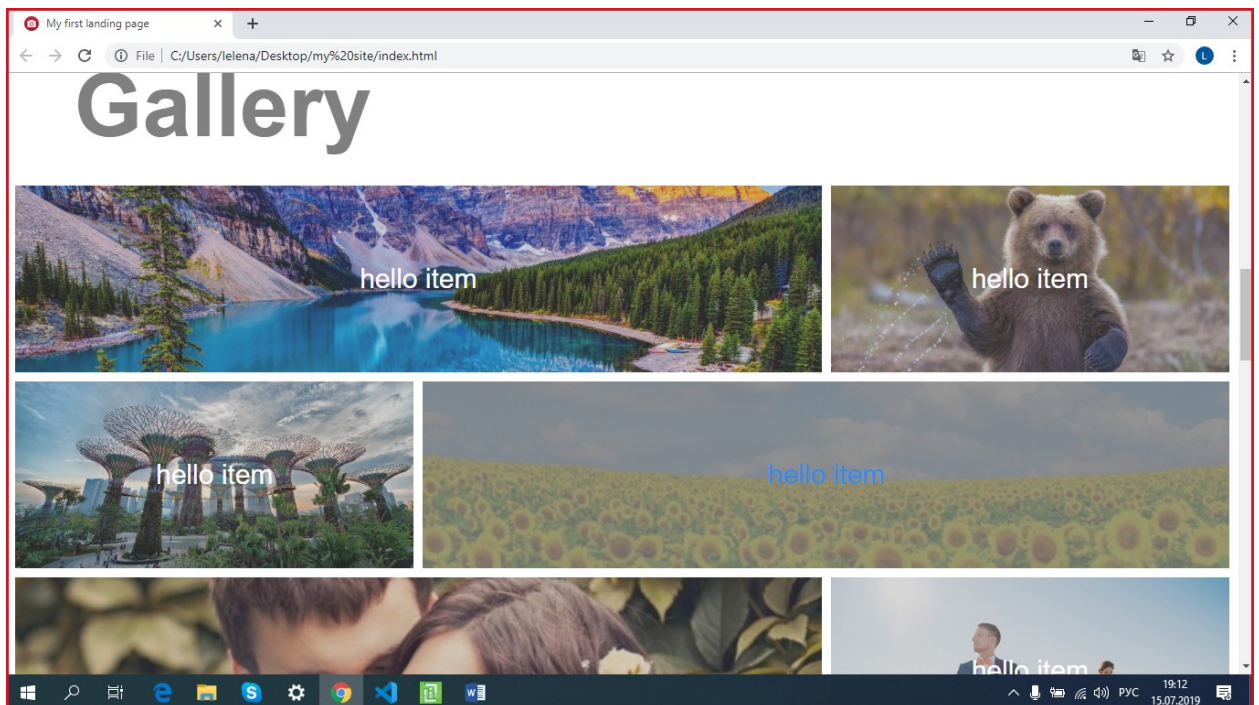 My first landing page
File C:/Users/lelena/Desktop/my%20site/index.html
L
Gallery
hello item
hello item
hello item
hello item
hello item
РУС
19:12
15.07.2019